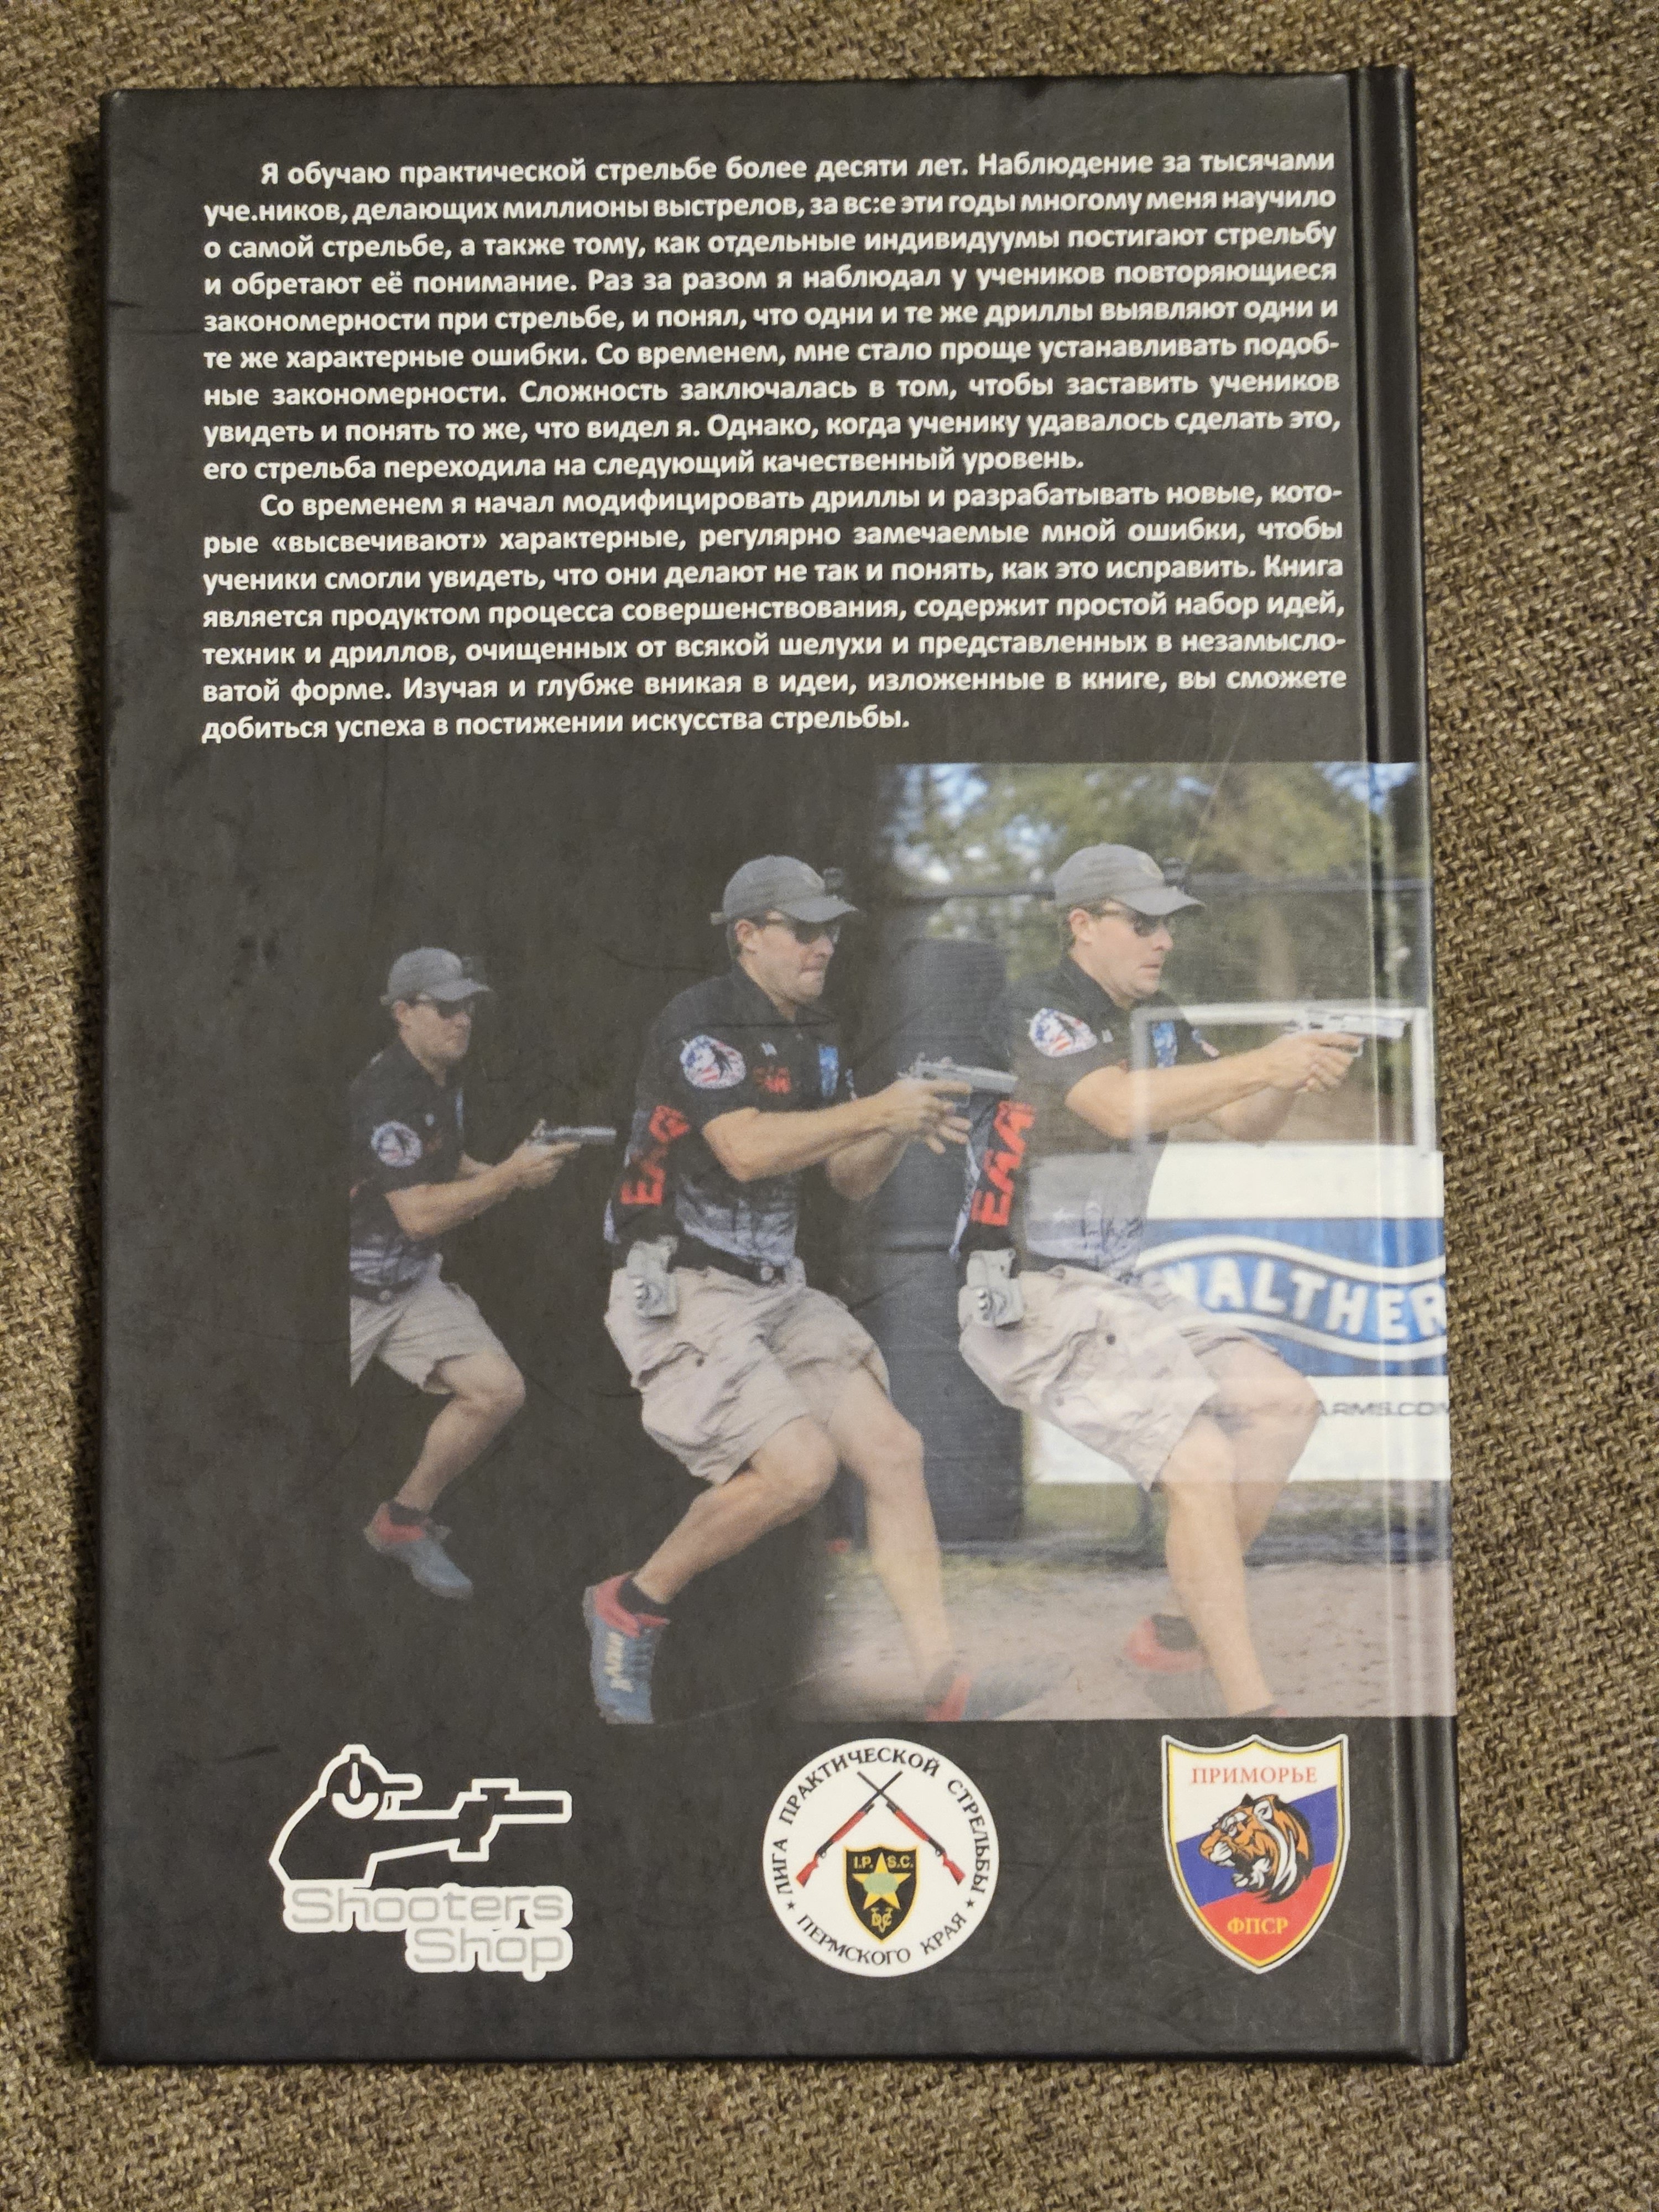 Я обучаю практической стрельбе более десяти лет. Наблюдение за тысячами
уче.ников, делающих миллионы выстрелов, за вс:е эти годы многому меня научило
о самой стрельбе, а также тому, как отдельные индивидуумы постигают стрельбу
и обретают её понимание. Раз за разом я наблюдал у учеников повторяющиеся
закономерности при стрельбе, и понял, что одни и те же дриллы выявляют одни и
те же характерные ошибки. Со временем, мне стало проще устанавливать подоб-
ные закономерности. Сложность заключалась в том, чтобы заставить учеников
увидеть и понять то же, что видел я. Однако, когда ученику удавалось сделать это,
его стрельба переходила на следующий качественный уровень.
Со временем я начал модифицировать дриллы и разрабатывать новые, кото-
рые «высвечивают» характерные, регулярно замечаемые мной ошибки, чтобы
ученики смогли увидеть, что они делают не так и понять, как это исправить. Книга
является продуктом процесса совершенствования, содержит простой набор идей,
техник и дриллов, очищенных от всякой шелухи и представленных в незамысло-
ватой форме. Изучая и глубже вникая в идеи, изложенные в книге, вы сможете
добиться успеха в постижении искусства стрельбы.
EAA
EAA
WALTHER
ARMS.COM
Shooters
Shop
ЛИГА ПРАКТИЧЕСКОЙ СТРЕЛЬБЫ
I.P.S.C.
DVC
ПЕРМСКОГО КРАЯ
ПРИМОРЬЕ
ФПСР